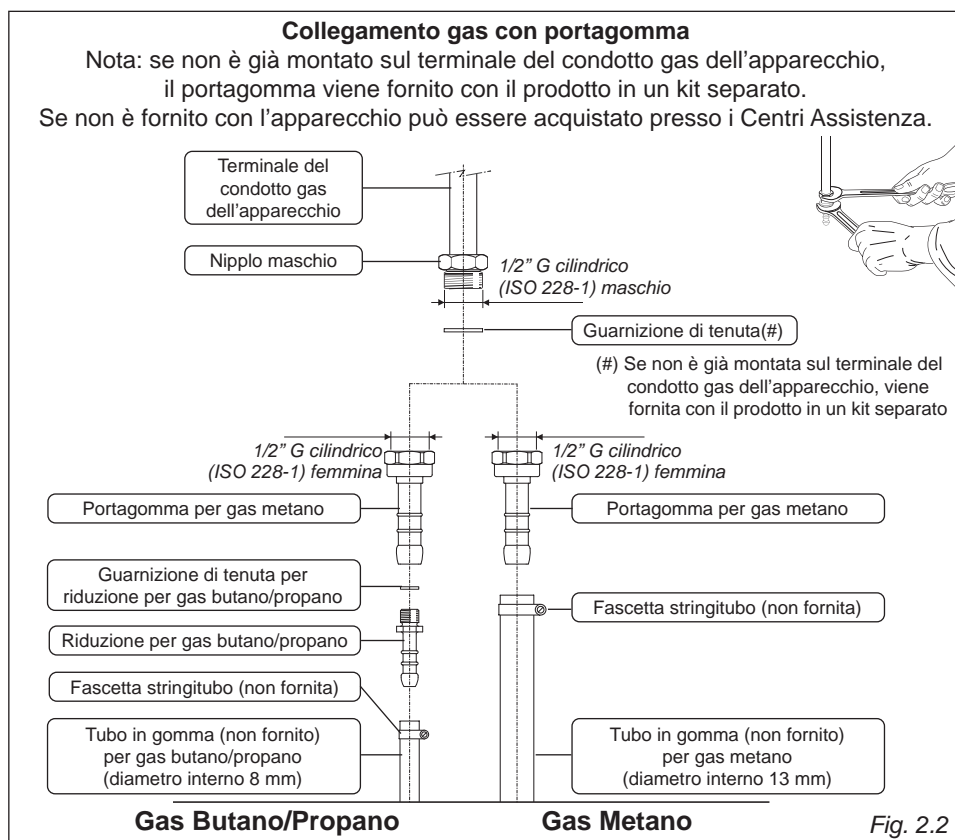 Collegamento gas con portagomma
Nota: se non è già montato sul terminale del condotto gas dell’apparecchio,
il portagomma viene fornito con il prodotto in un kit separato.
Se non è fornito con l’apparecchio può essere acquistato presso i Centri Assistenza.
Terminale del
condotto gas
dell’apparecchio
Nipplo maschio
1/2” G cilindrico
(ISO 228-1) maschio
Guarnizione di tenuta(#)
(#) Se non è già montata sul terminale del
condotto gas dell’apparecchio, viene
fornita con il prodotto in un kit separato
1/2” G cilindrico
(ISO 228-1) femmina
1/2” G cilindrico
(ISO 228-1) femmina
Portagomma per gas metano
Portagomma per gas metano
Guarnizione di tenuta per
riduzione per gas butano/propano
Fascetta stringitubo (non fornita)
Riduzione per gas butano/propano
Fascetta stringitubo (non fornita)
Tubo in gomma (non fornito)
per gas butano/propano
(diametro interno 8 mm)
Tubo in gomma (non fornito)
per gas metano
(diametro interno 13 mm)
Gas Butano/Propano
Gas Metano
Fig. 2.2